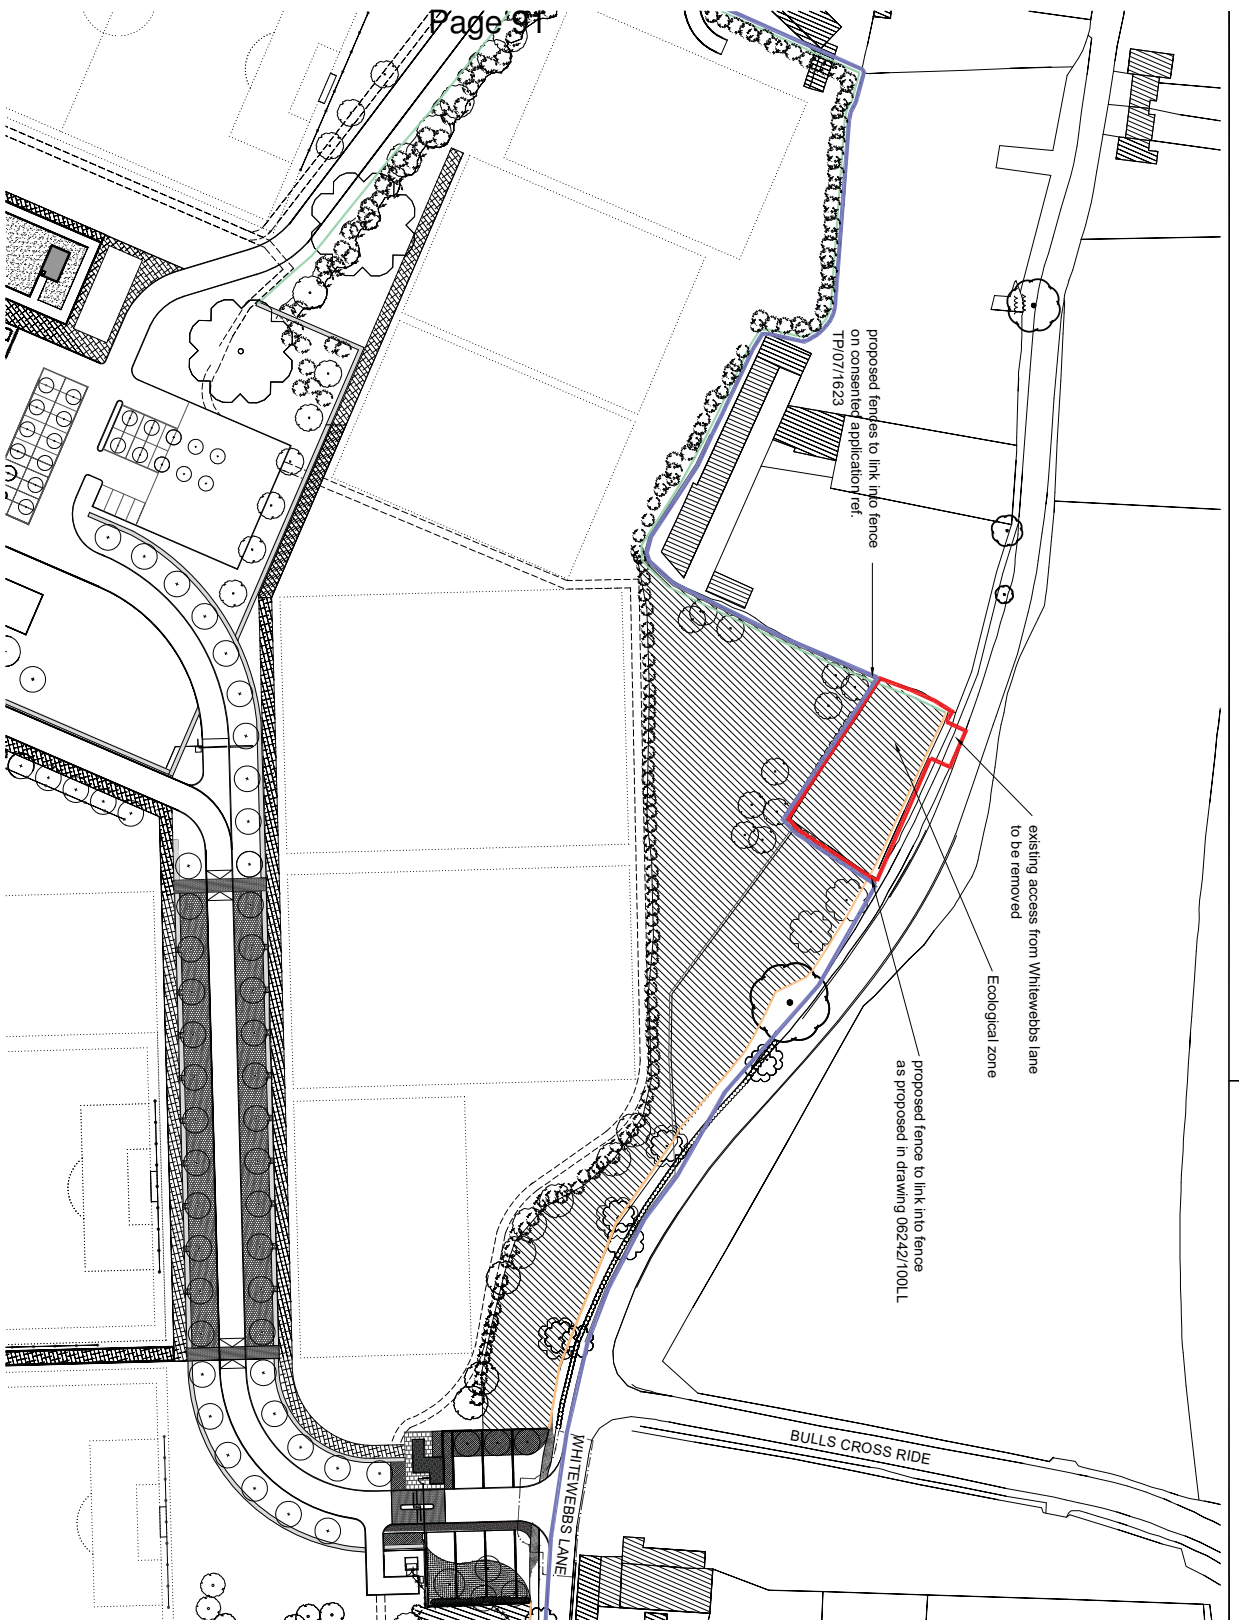 Page 91
proposed fences to link into fence
on consented application ref.
TP/07/1623
existing access from Whitewebbs lane
to be removed
Ecological zone
proposed fence to link into fence
as proposed in drawing 06242/100LL
BULLS CROSS RIDE
WHITEWEBBS LANE